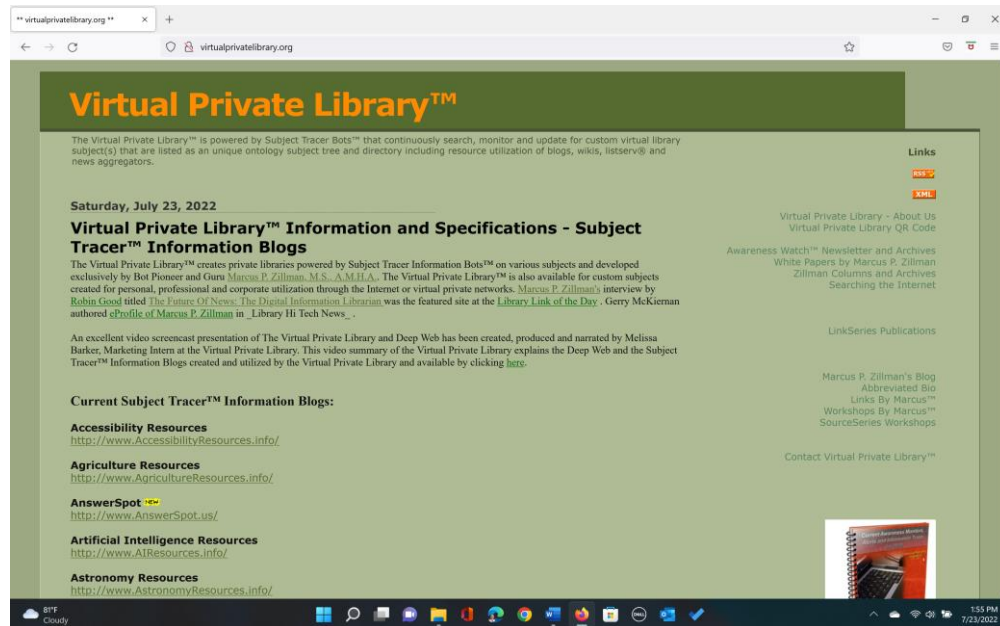 ** virtualprivatelibrary.org **
virtualprivatelibrary.org
Virtual Private Library™
The Virtual Private Library™ is powered by Subject Tracer Bots™ that continuously search, monitor and update for custom virtual library
subject(s) that are listed as an unique ontology subject tree and directory including resource utilization of blogs, wikis, listserv® and
news aggregators.
Saturday, July 23, 2022
Virtual Private Library™ Information and Specifications - Subject
Tracer™ Information Blogs
The Virtual Private Library™ creates private libraries powered by Subject Tracer Information Bots™ on various subjects and developed
exclusively by Bot Pioneer and Guru Marcus P. Zillman, M.S., A.M.H.A.. The Virtual Private Library™ is also available for custom subjects
created for personal, professional and corporate utilization through the Internet or virtual private networks. Marcus P. Zillman's interview by
Robin Good titled The Future Of News: The Digital Information Librarian was the featured site at the Library Link of the Day . Gerry McKiernan
authored eProfile of Marcus P. Zillman in _Library Hi Tech News_ .
An excellent video screencast presentation of The Virtual Private Library and Deep Web has been created, produced and narrated by Melissa
Barker, Marketing Intern at the Virtual Private Library. This video summary of the Virtual Private Library explains the Deep Web and the Subject
Tracer™ Information Blogs created and utilized by the Virtual Private Library and available by clicking here.
Current Subject Tracer™ Information Blogs:
Accessibility Resources
http://www.AccessibilityResources.info/
Agriculture Resources
http://www.AgricultureResources.info/
AnswerSpot NEW
http://www.AnswerSpot.us/
Artificial Intelligence Resources
http://www.AIResources.info/
Astronomy Resources
http://www.AstronomyResources.info/
Links
RSS
XML
Virtual Private Library - About Us
Virtual Private Library QR Code
Awareness Watch™ Newsletter and Archives
White Papers by Marcus P. Zillman
Zillman Columns and Archives
Searching the Internet
LinkSeries Publications
Marcus P. Zillman's Blog
Abbreviated Bio
Links By Marcus™
Workshops By Marcus™
SourceSeries Workshops
Contact Virtual Private Library™
81°F
Cloudy
DELL
1:55 PM
7/23/2022